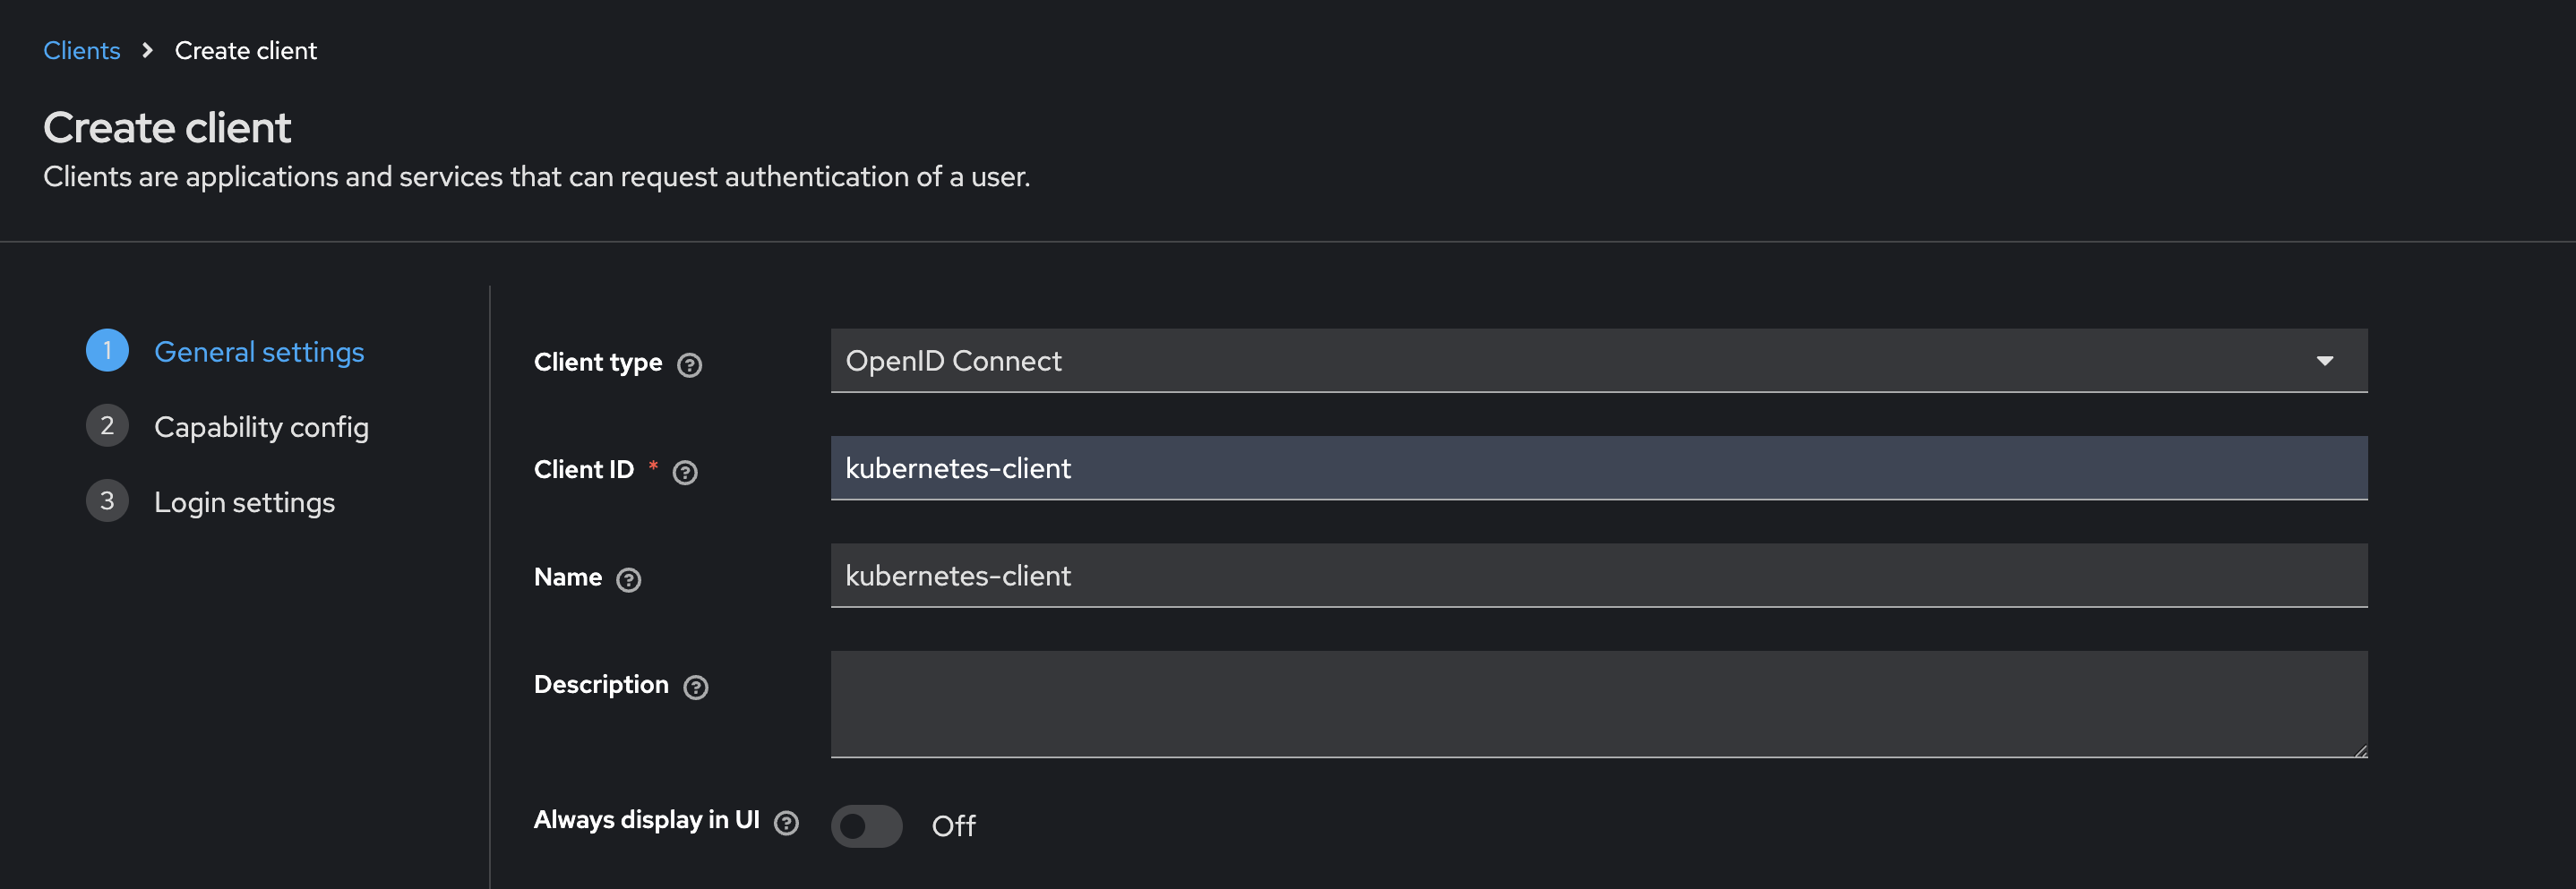 Clients > Create client
Create client
Clients are applications and services that can request authentication of a user.
1 General settings
2 Capability config
3 Login settings
Client type ? OpenID Connect
Client ID * ? kubernetes-client
Name ? kubernetes-client
Description ?
Always display in UI ? Off